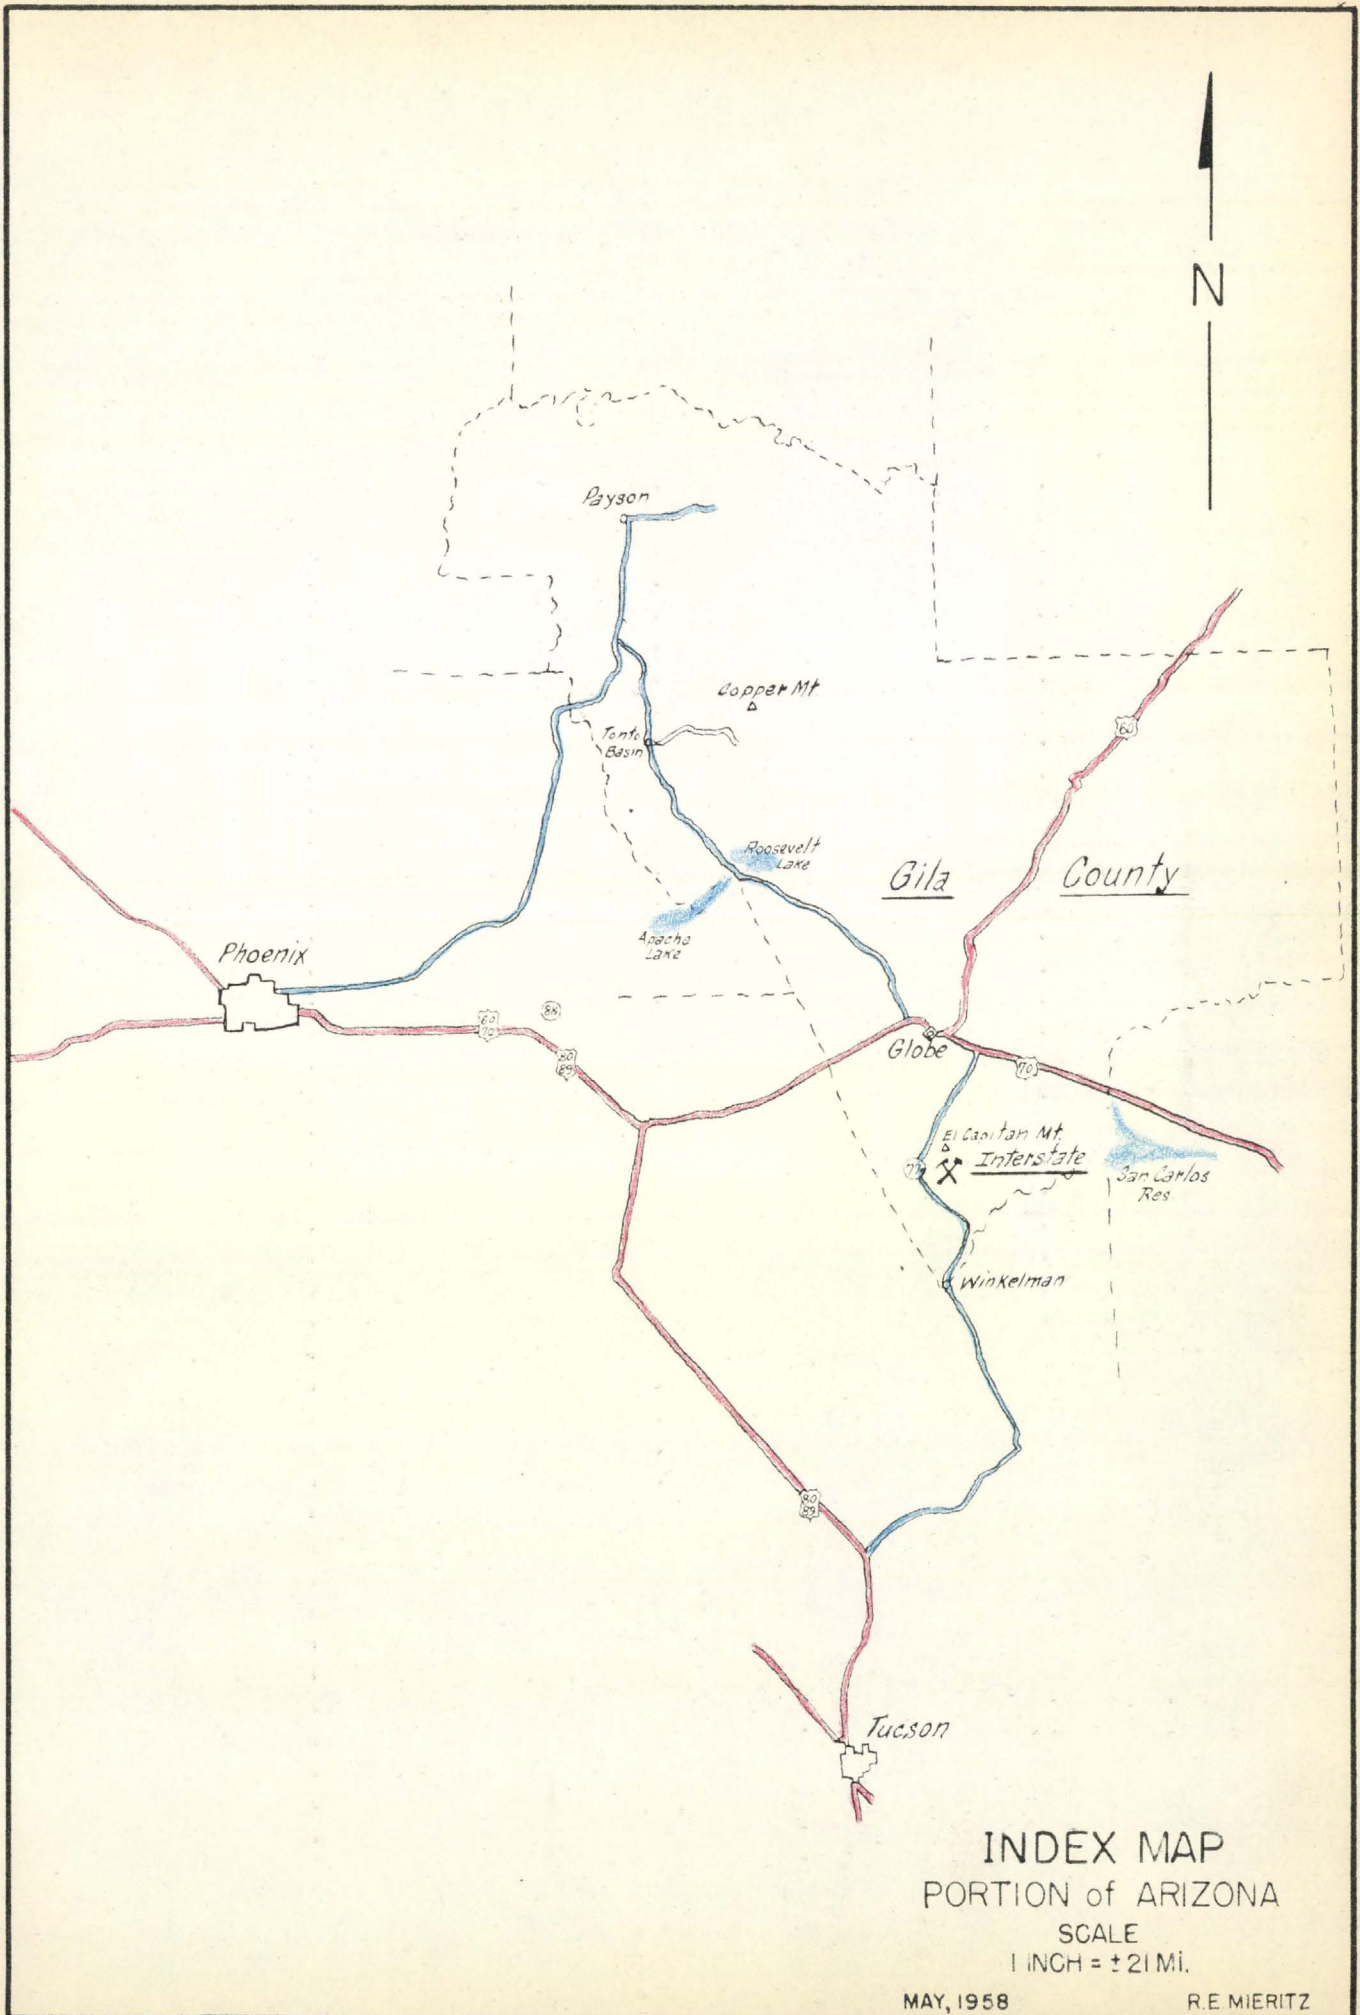 N
Payson
Copper Mt
Tonto
Basin
60
Roosevelt
Lake
Gila County
Apache
Lake
Phoenix
88
60
70
80
89
Globe
70
El Capitan Mt.
Interstate
77
San Carlos
Res
Winkelman
80
89
Tucson
INDEX MAP
PORTION of ARIZONA
SCALE
1 INCH = ± 21 Mi.
MAY, 1958 R.E. MIERITZ